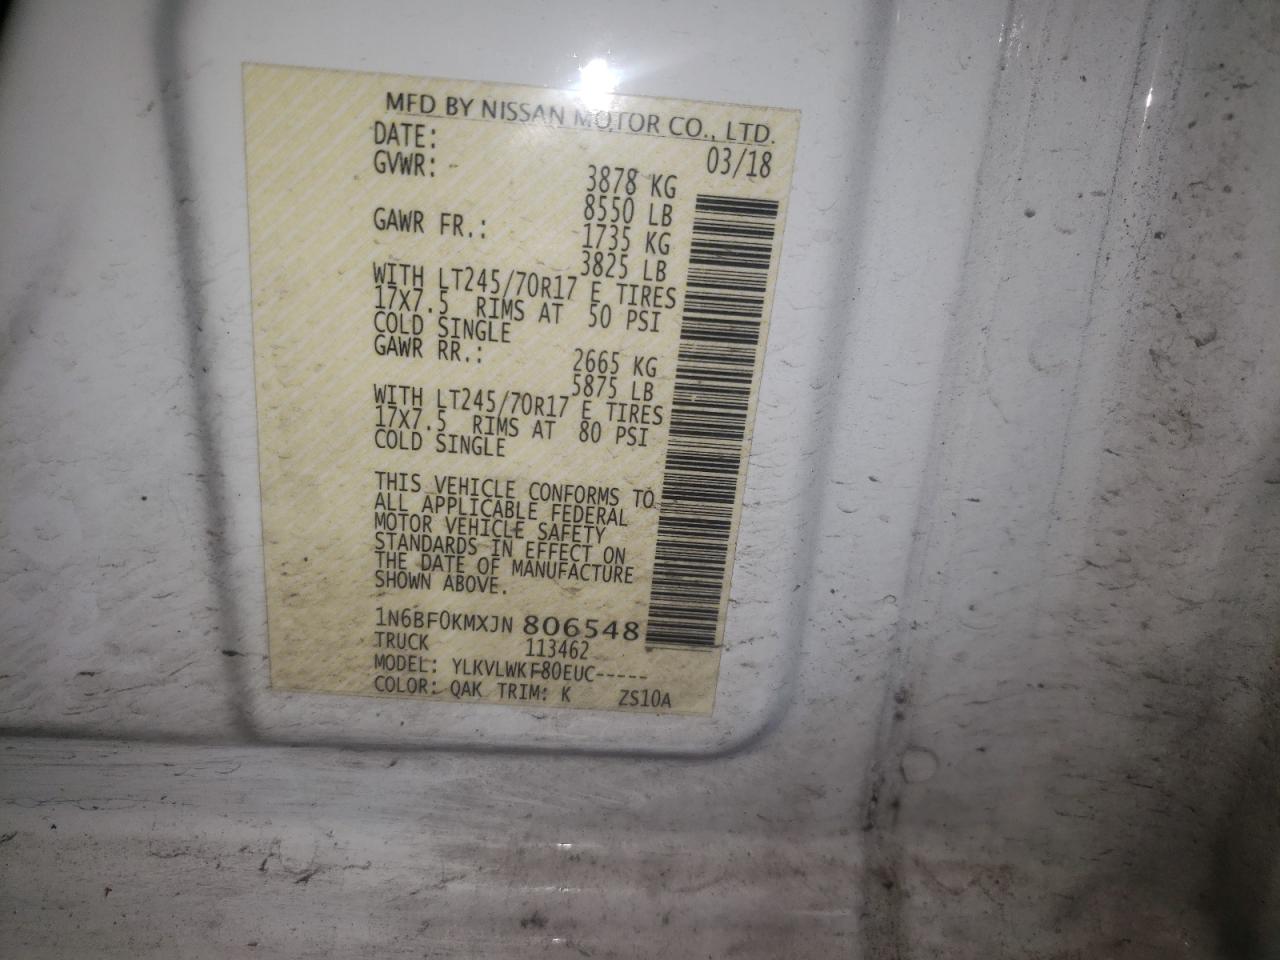 MFD BY NISSAN MOTOR CO., LTD.
DATE: 03/18
GVWR: 3878 KG
8550 LB
GAWR FR.: 1735 KG
3825 LB
WITH LT245/70R17 E TIRES
17X7.5 RIMS AT 50 PSI
COLD SINGLE
GAWR RR.: 2665 KG
5875 LB
WITH LT245/70R17 E TIRES
17X7.5 RIMS AT 80 PSI
COLD SINGLE
THIS VEHICLE CONFORMS TO
ALL APPLICABLE FEDERAL
MOTOR VEHICLE SAFETY
STANDARDS IN EFFECT ON
THE DATE OF MANUFACTURE
SHOWN ABOVE.
1N6BF0KMXJN 806548
TRUCK 113462
MODEL: YLKVLWKF80EUC-----
COLOR: QAK TRIM: K ZS10A